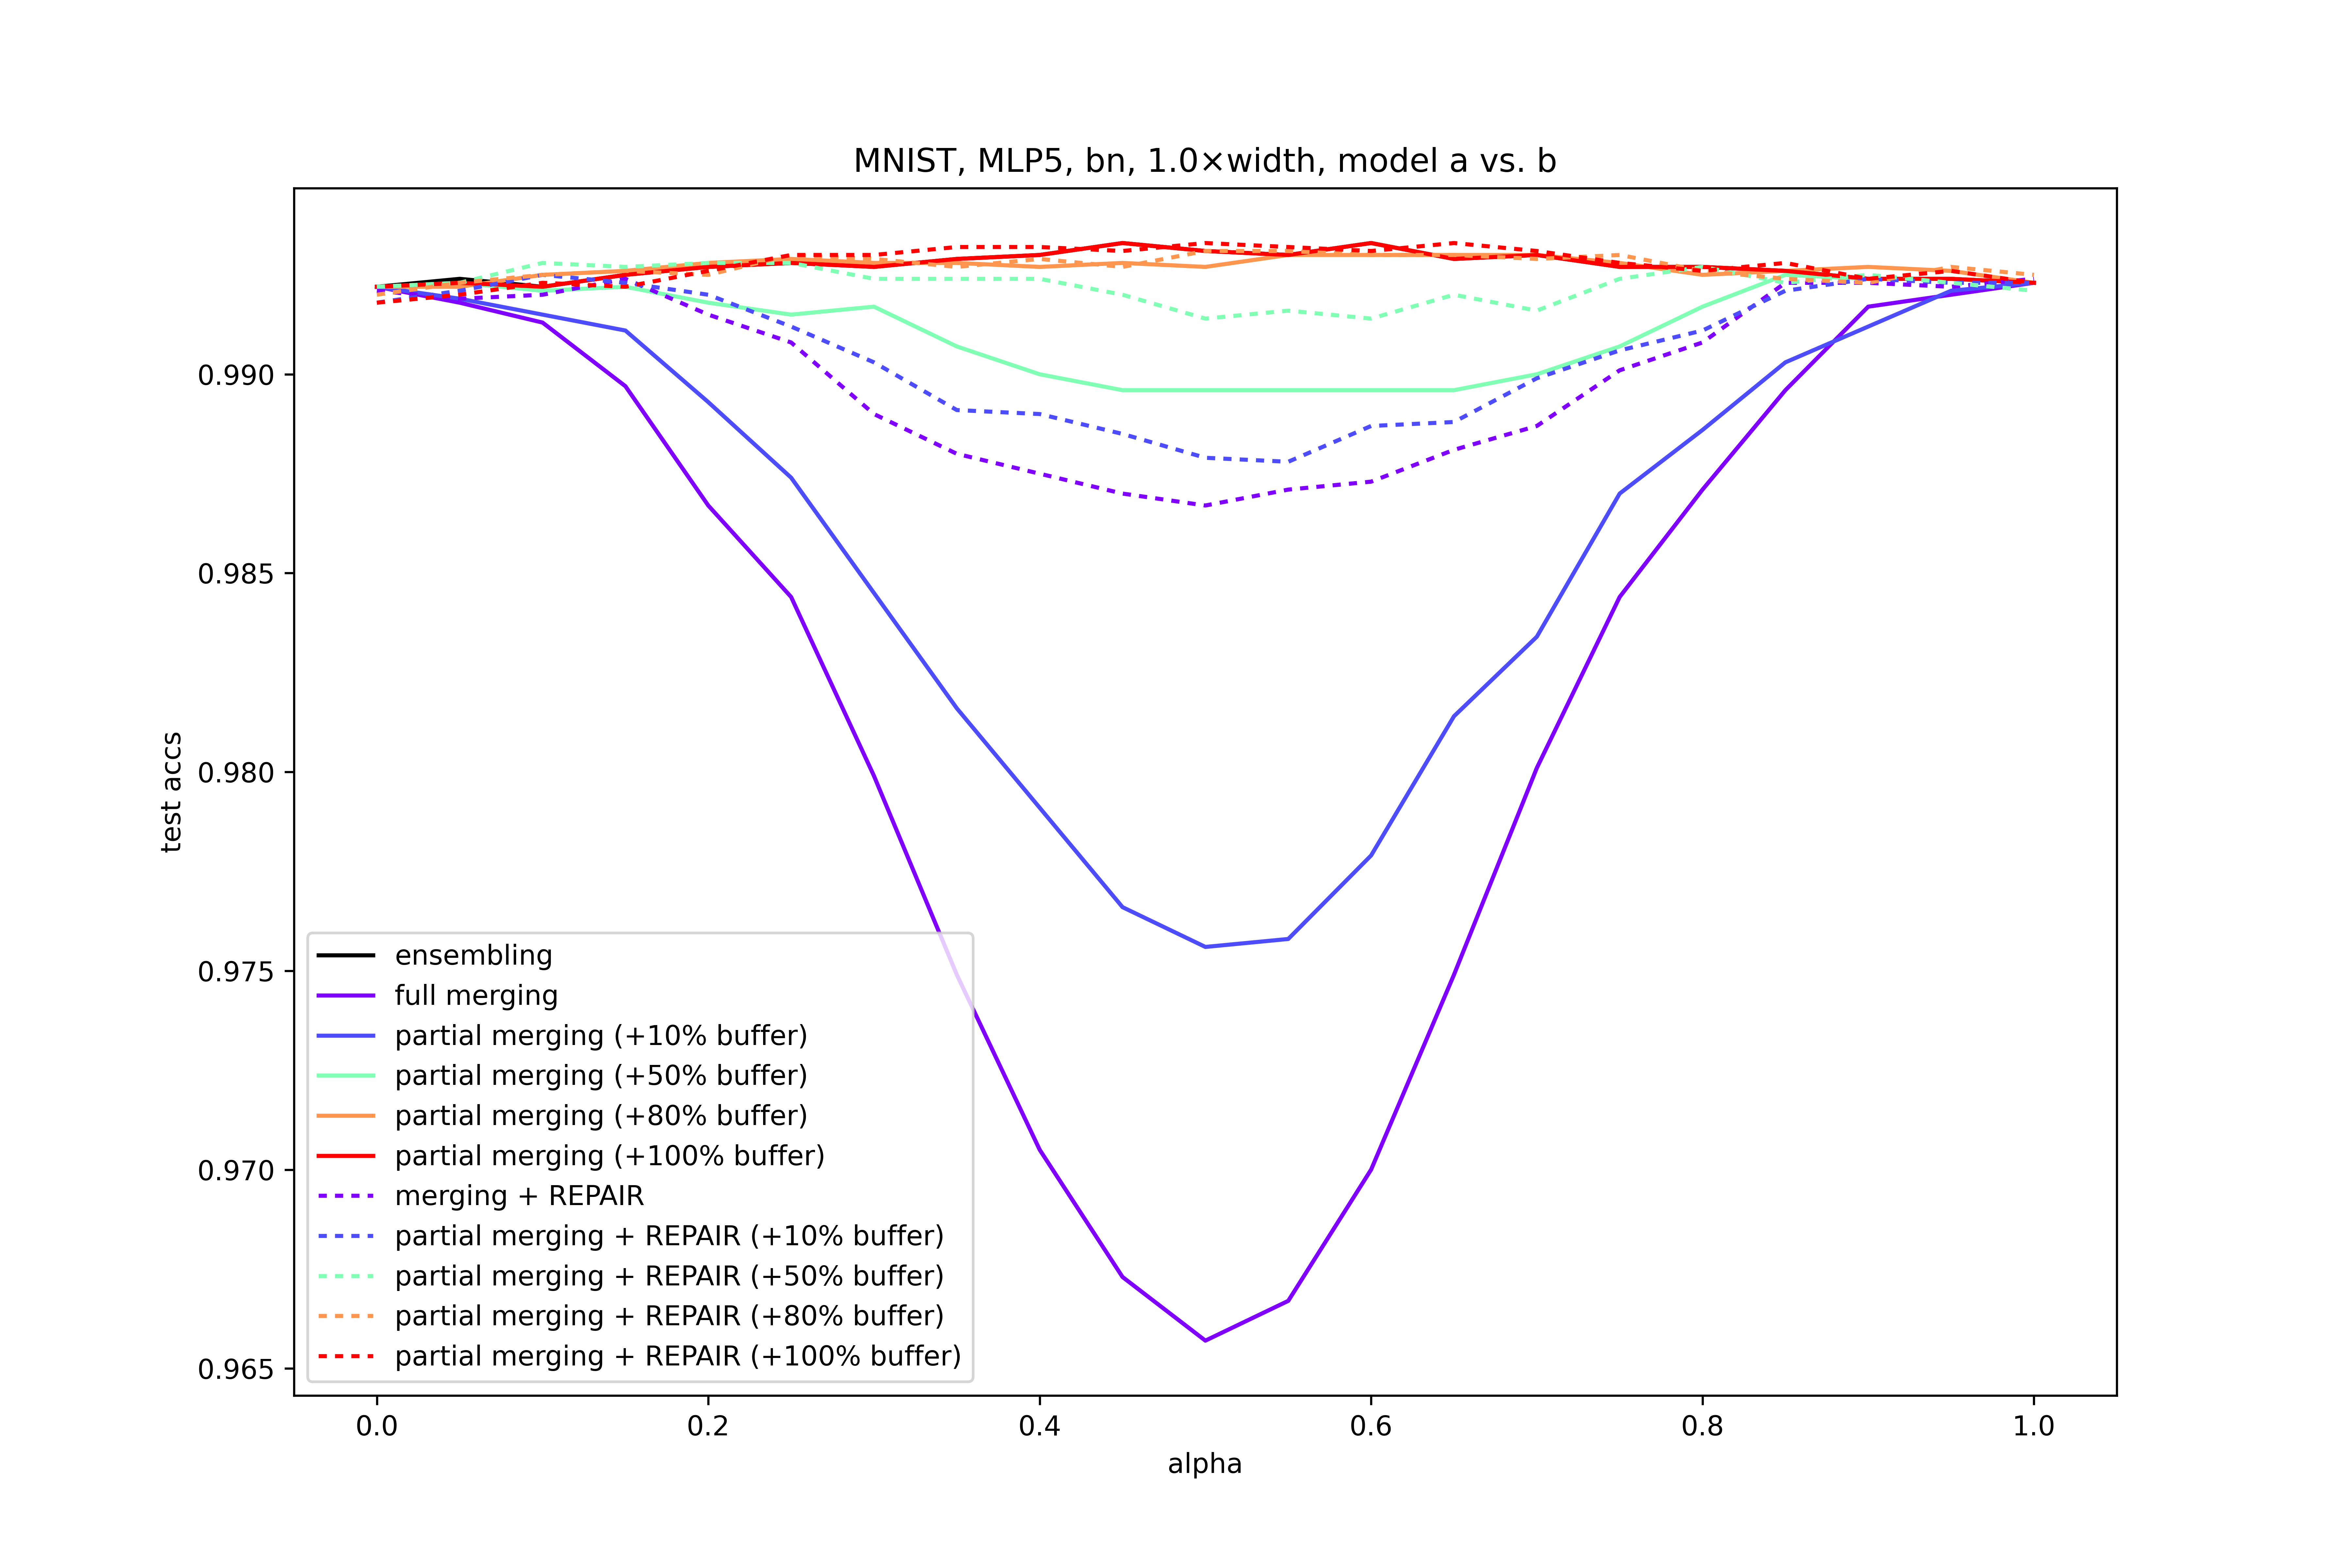 MNIST, MLP5, bn, 1.0×width, model a vs. b
0.990
0.985
0.980
0.975
0.970
0.965
test accs
ensembling
full merging
partial merging (+10% buffer)
partial merging (+50% buffer)
partial merging (+80% buffer)
partial merging (+100% buffer)
merging + REPAIR
partial merging + REPAIR (+10% buffer)
partial merging + REPAIR (+50% buffer)
partial merging + REPAIR (+80% buffer)
partial merging + REPAIR (+100% buffer)
0.0 0.2 0.4 0.6 0.8 1.0
alpha